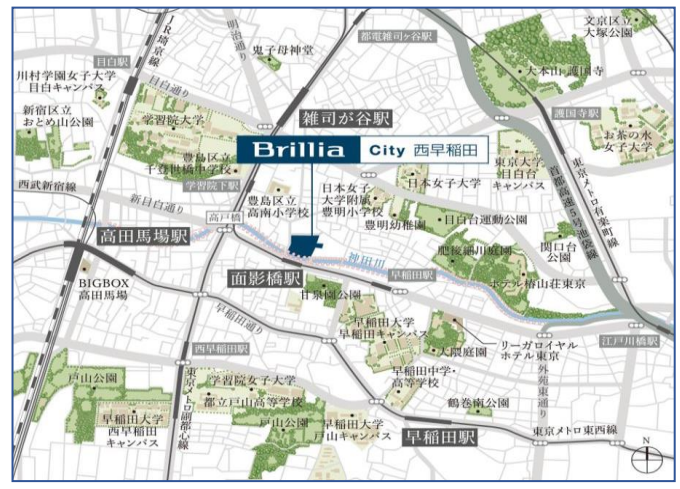 文京区立
大塚公園
都電雑司ヶ谷駅
明治通り
JR埼京線
鬼子母神堂
目白駅
大本山 護国寺
川村学園女子大学
目白キャンパス
目白通り
新宿区立
おとめ山公園
学習院大学
雑司が谷駅
護国寺駅
お茶の水
女子大学
Brillia City 西早稲田
豊島区立
千登世橋中学校
東京大学
目白台
キャンパス
学習院下駅
西武新宿線
新目白通り
豊島区立
高南小学校
日本女子
大学附属
豊明小学校
日本女子大学
首都高速5号池袋線
東京メトロ有楽町線
豊明幼稚園
目白台運動公園
高戸橋
高田馬場駅
神田川
肥後細川庭園
関口台
公園
面影橋駅
早稲田駅
ホテル椿山荘東京
BIGBOX
高田馬場
甘泉園公園
早稲田通り
早稲田大学
早稲田キャンパス
リーガロイヤル
ホテル東京
江戸川橋駅
西早稲田駅
大隈庭園
外苑東通り
戸山公園
東京メトロ副都心線
学習院女子大学
早稲田中学・
高等学校
都立戸山高等学校
鶴巻南公園
早稲田大学
西早稲田
キャンパス
戸山公園
早稲田大学
戸山キャンパス
早稲田駅
東京メトロ東西線
N